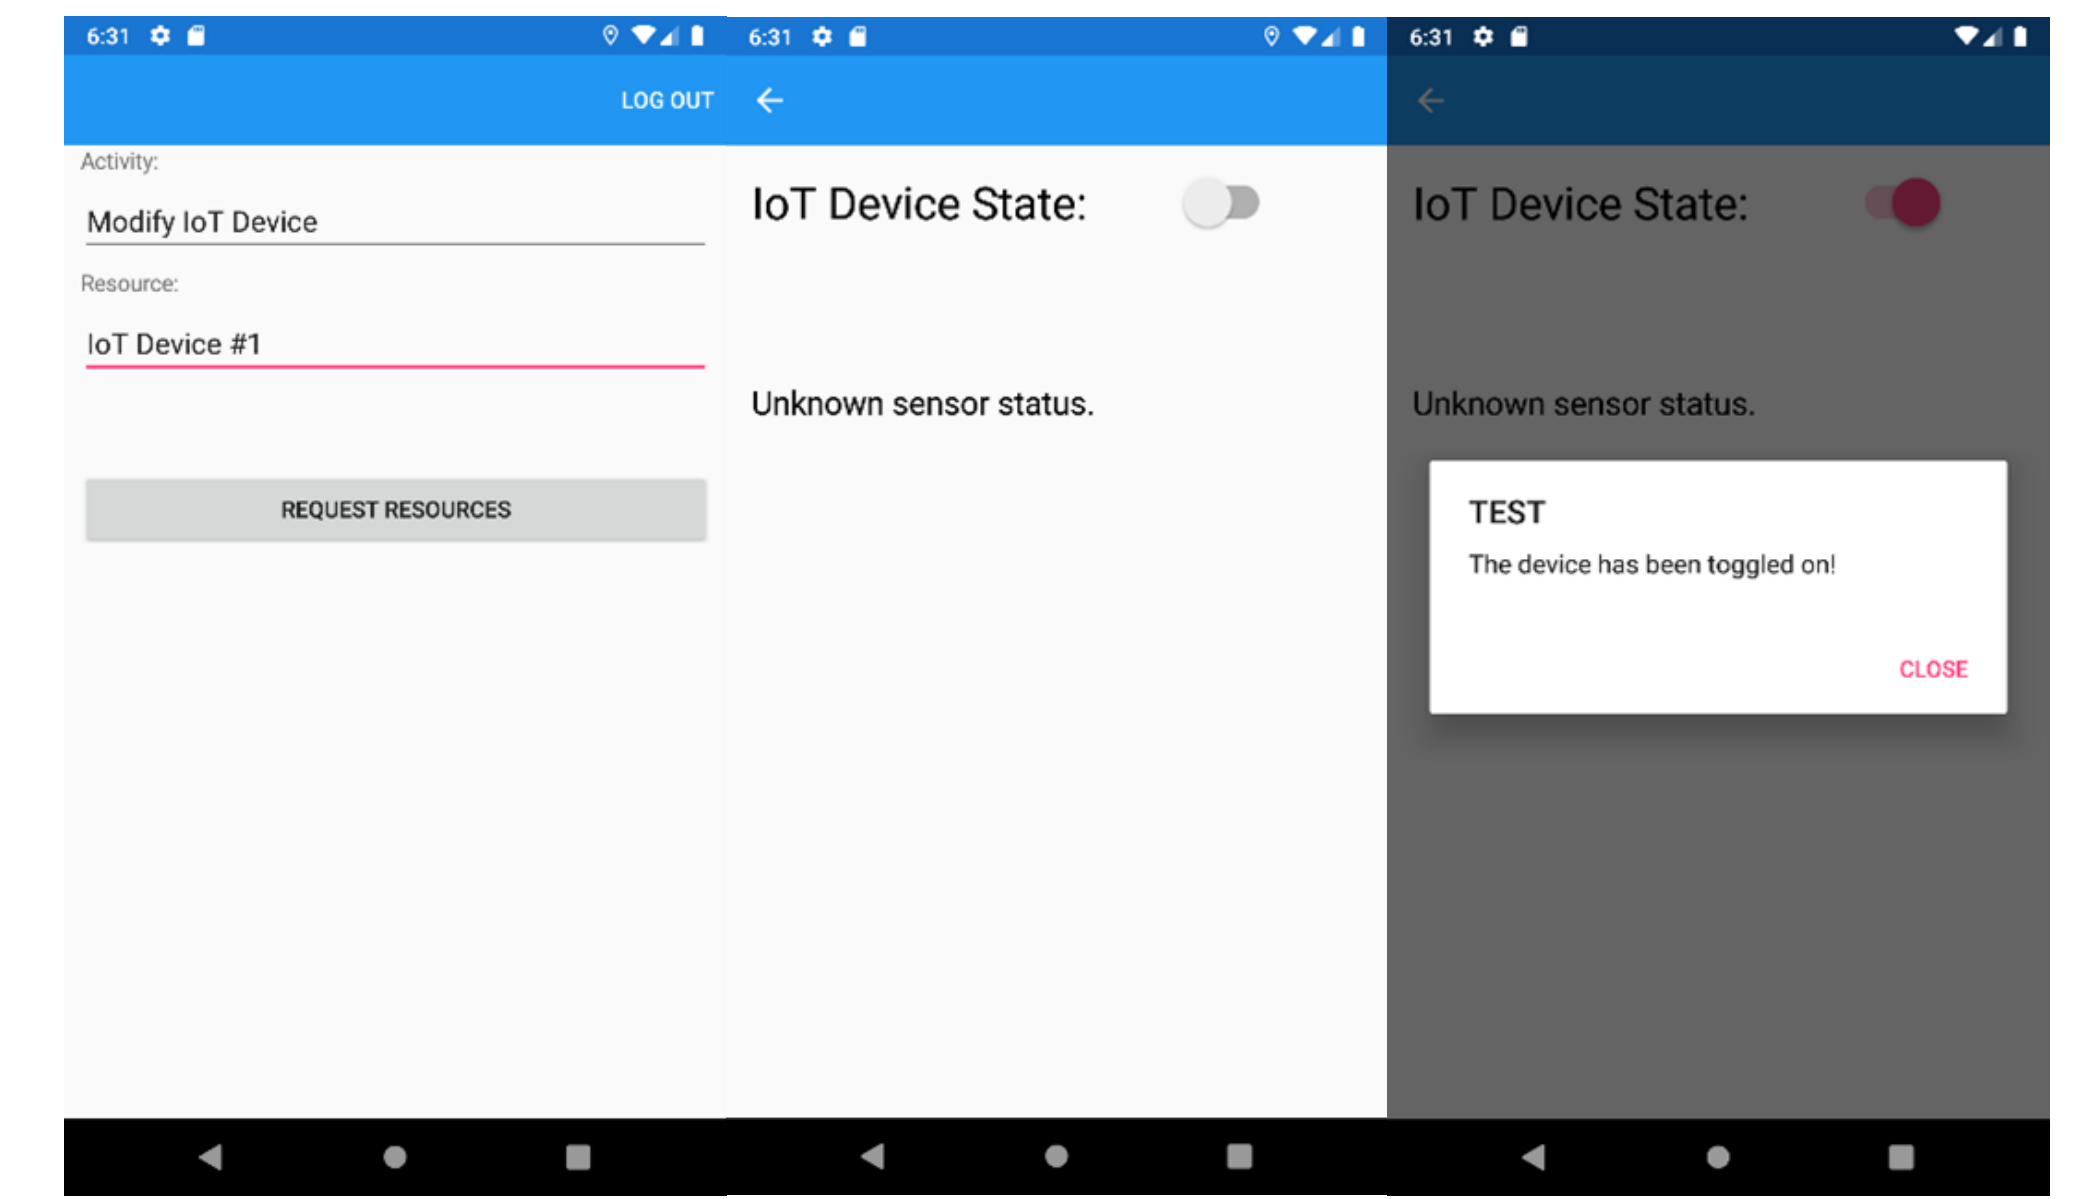 6:31
LOG OUT
Activity:
Modify IoT Device
Resource:
IoT Device #1
REQUEST RESOURCES
6:31
IoT Device State:
Unknown sensor status.
6:31
IoT Device State:
Unknown sensor status.
TEST
The device has been toggled on!
CLOSE